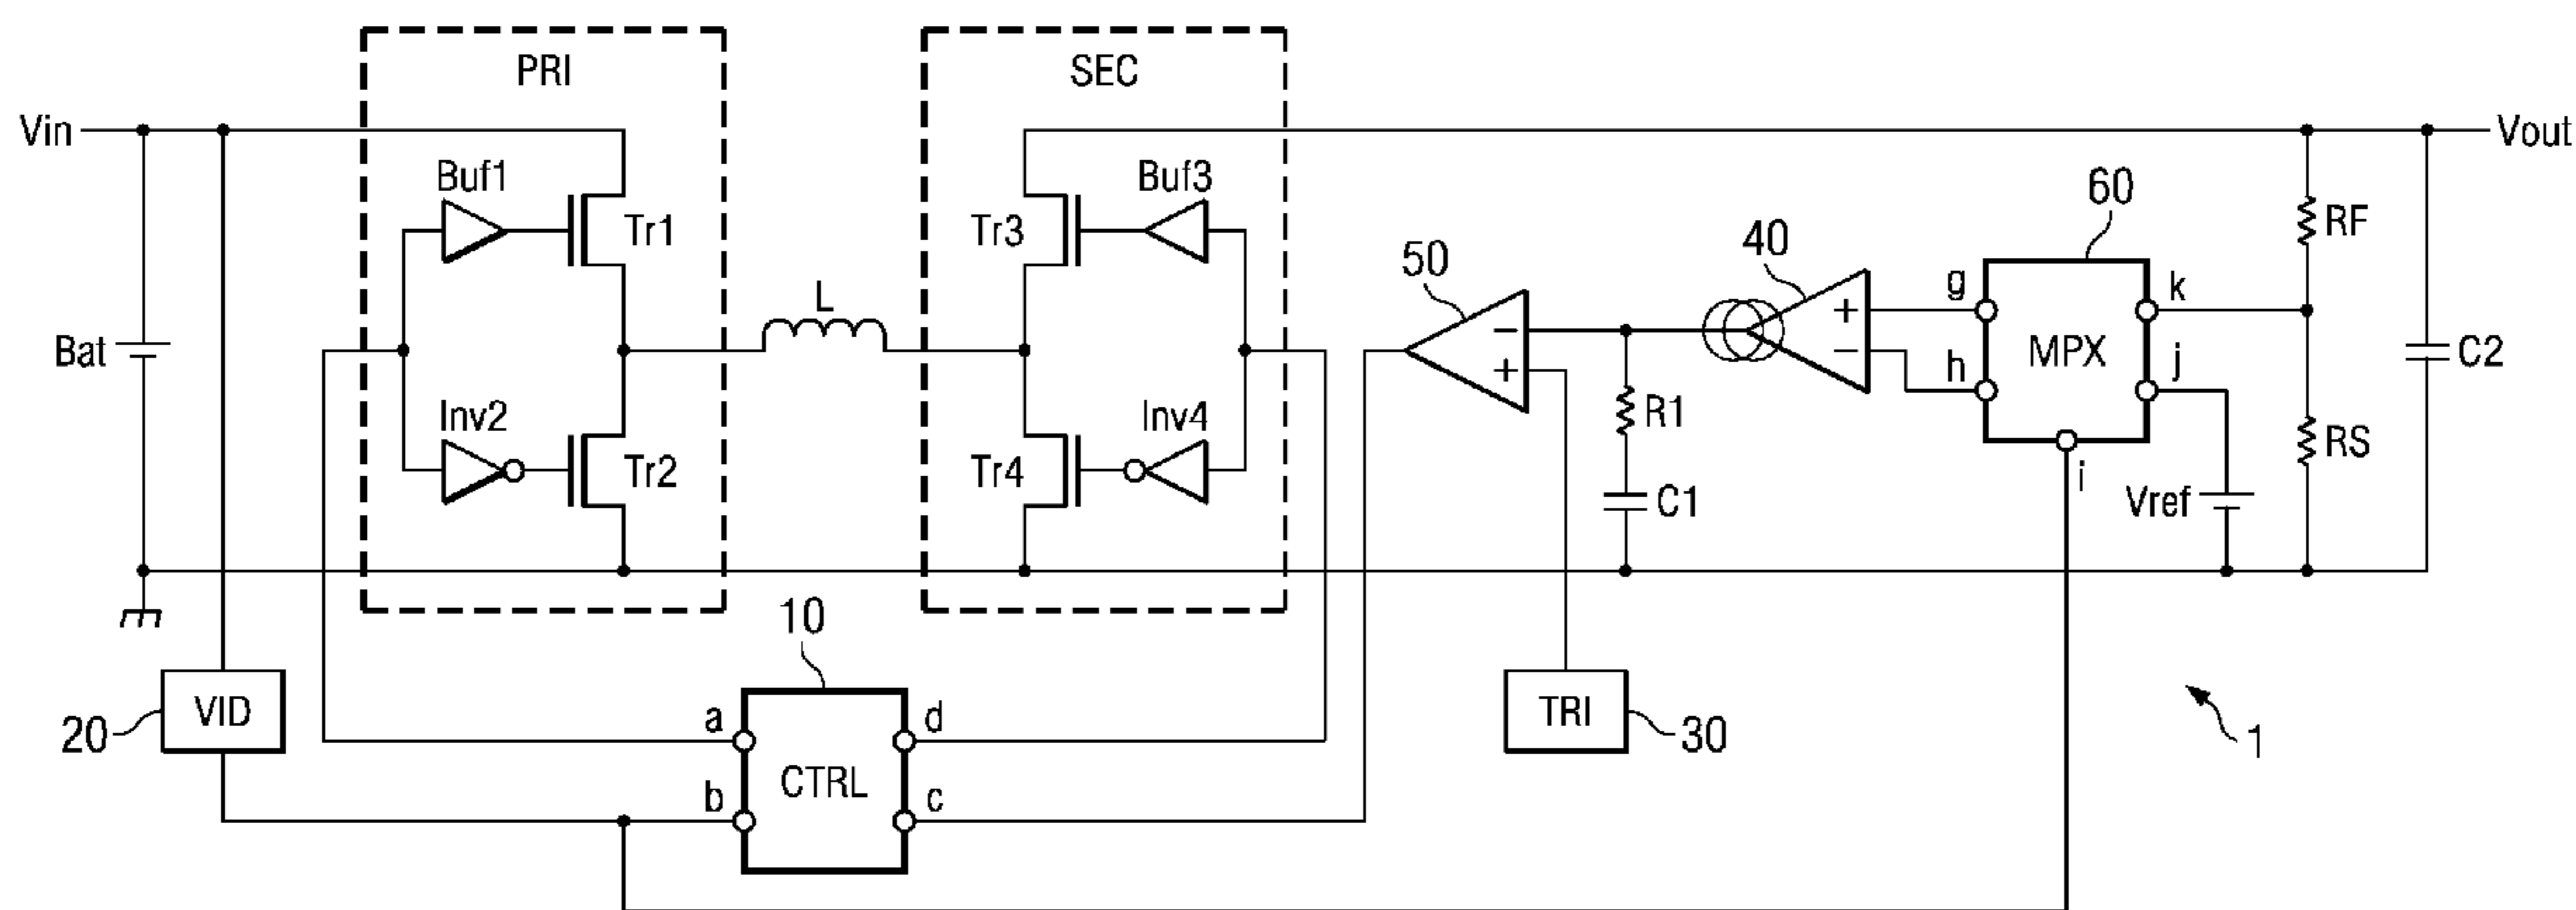 PRI
SEC
Vin
Vout
Buf1
Buf3
60
Tr1
Tr3
40
RF
50
g
k
L
+
−
MPX
Bat
−
+
h
j
C2
Inv2
Inv4
R1
RS
Tr2
Tr4
i
C1
Vref
10
20
VID
a
d
TRI
30
1
CTRL
b
c